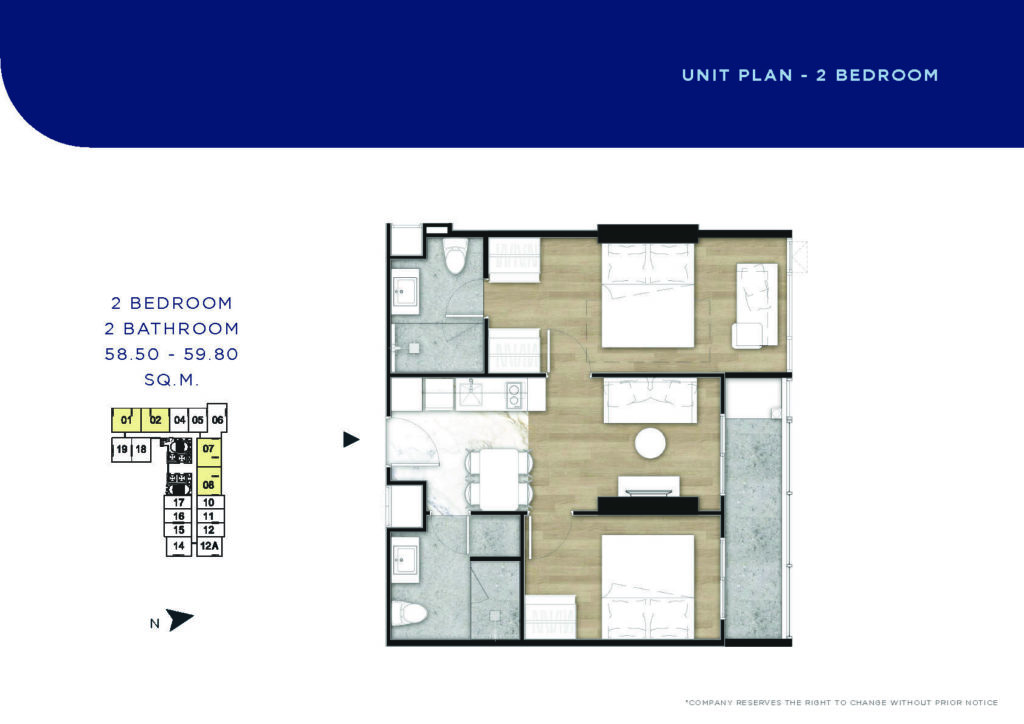 UNIT PLAN - 2 BEDROOM
2 BEDROOM
2 BATHROOM
58.50 - 59.80
SQ.M.
01 02 04 05 06
19 18
07
08
17 10
16 11
15 12
14 12A
N
*COMPANY RESERVES THE RIGHT TO CHANGE WITHOUT PRIOR NOTICE